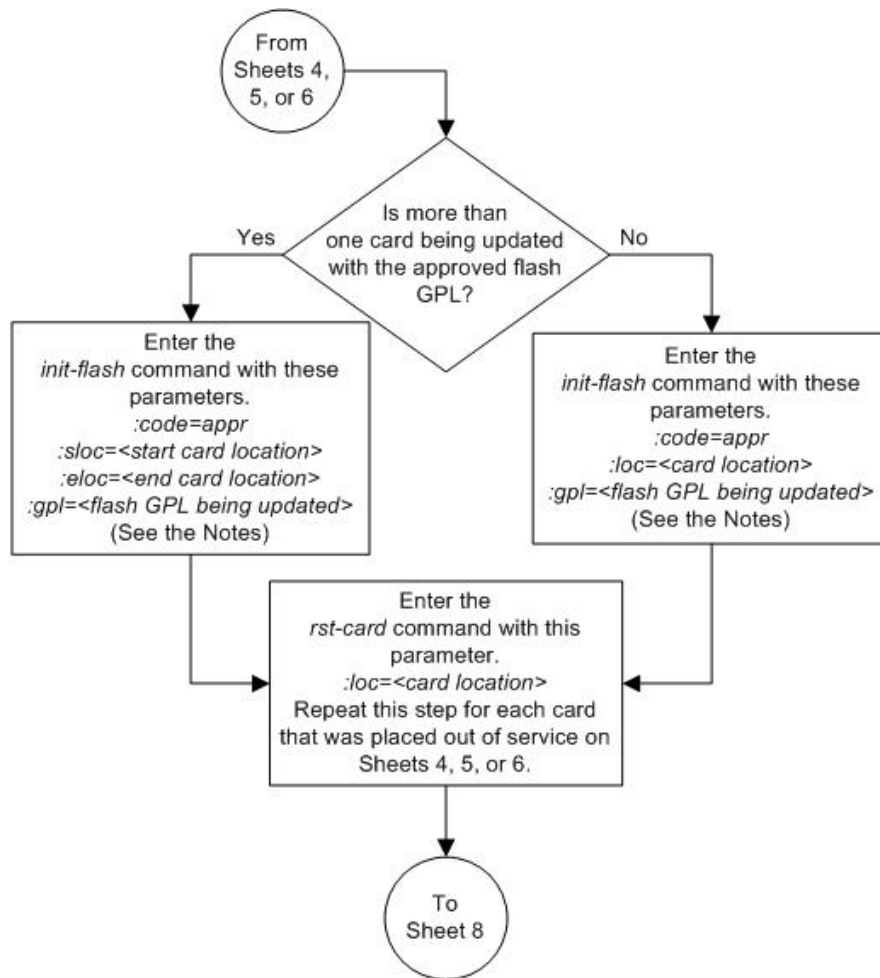 From
Sheets 4,
5, or 6
Is more than
one card being updated
with the approved flash
GPL?
Yes
No
Enter the
init-flash command with these
parameters.
:code=appr
:sloc=<start card location>
:eloc=<end card location>
:gpl=<flash GPL being updated>
(See the Notes)
Enter the
init-flash command with these
parameters.
:code=appr
:loc=<card location>
:gpl=<flash GPL being updated>
(See the Notes)
Enter the
rst-card command with this
parameter.
:loc=<card location>
Repeat this step for each card
that was placed out of service on
Sheets 4, 5, or 6.
To
Sheet 8